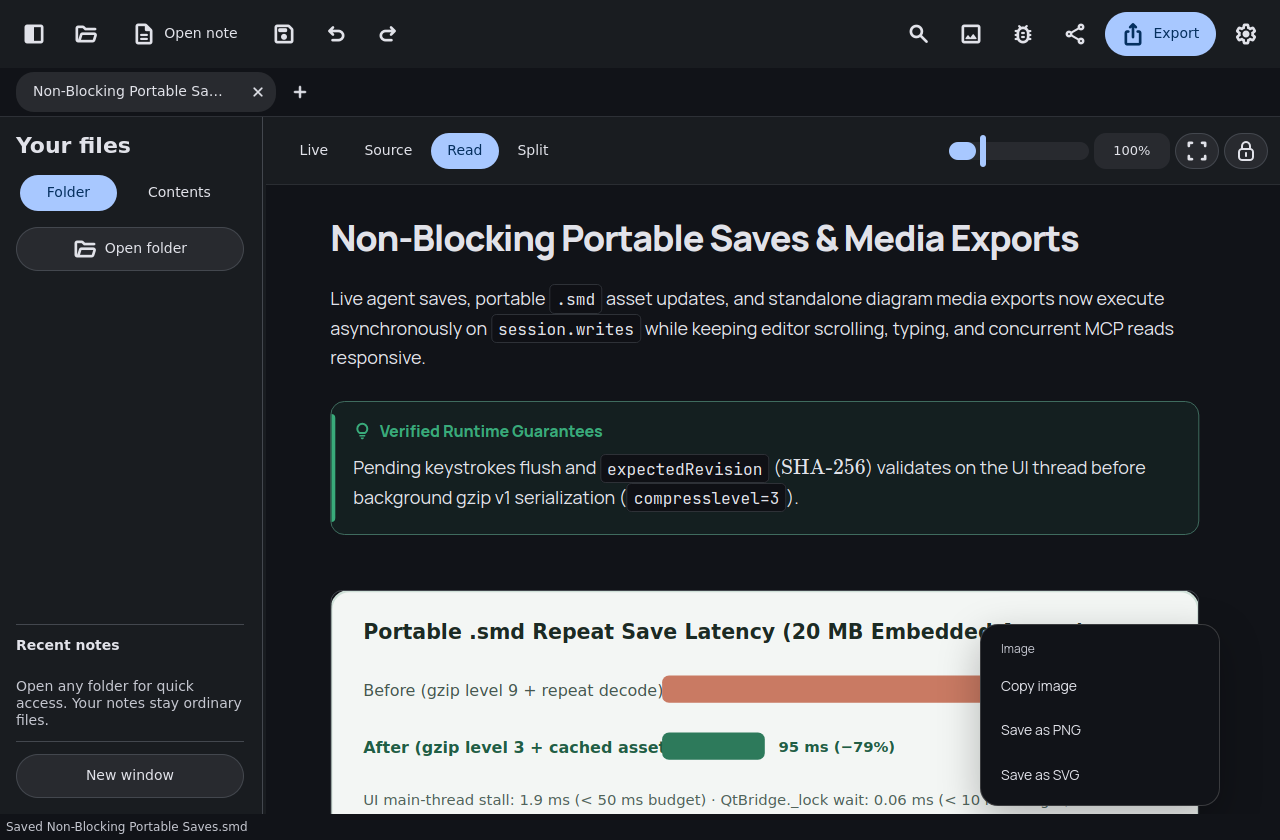 Open note
Export
Non-Blocking Portable Sa...
Your files
Folder
Contents
Open folder
Recent notes
Open any folder for quick
access. Your notes stay ordinary
files.
New window
Saved Non-Blocking Portable Saves.smd
Live
Source
Read
Split
100%
Non-Blocking Portable Saves & Media Exports
Live agent saves, portable .smd asset updates, and standalone diagram media exports now execute
asynchronously on session.writes while keeping editor scrolling, typing, and concurrent MCP reads
responsive.
Verified Runtime Guarantees
Pending keystrokes flush and expectedRevision (SHA-256) validates on the UI thread before
background gzip v1 serialization (compresslevel=3).
Portable .smd Repeat Save Latency (20 MB Embedded
Before (gzip level 9 + repeat decode)
After (gzip level 3 + cached asset
95 ms (−79%)
UI main-thread stall: 1.9 ms (< 50 ms budget) · QtBridge._lock wait: 0.06 ms (< 10
Image
Copy image
Save as PNG
Save as SVG